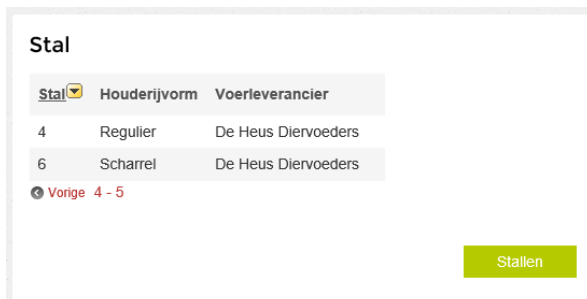 Stal
Stal Houderijvorm Voerleverancier
4 Regulier De Heus Diervoeders
6 Scharrel De Heus Diervoeders
Vorige 4 - 5
Stallen